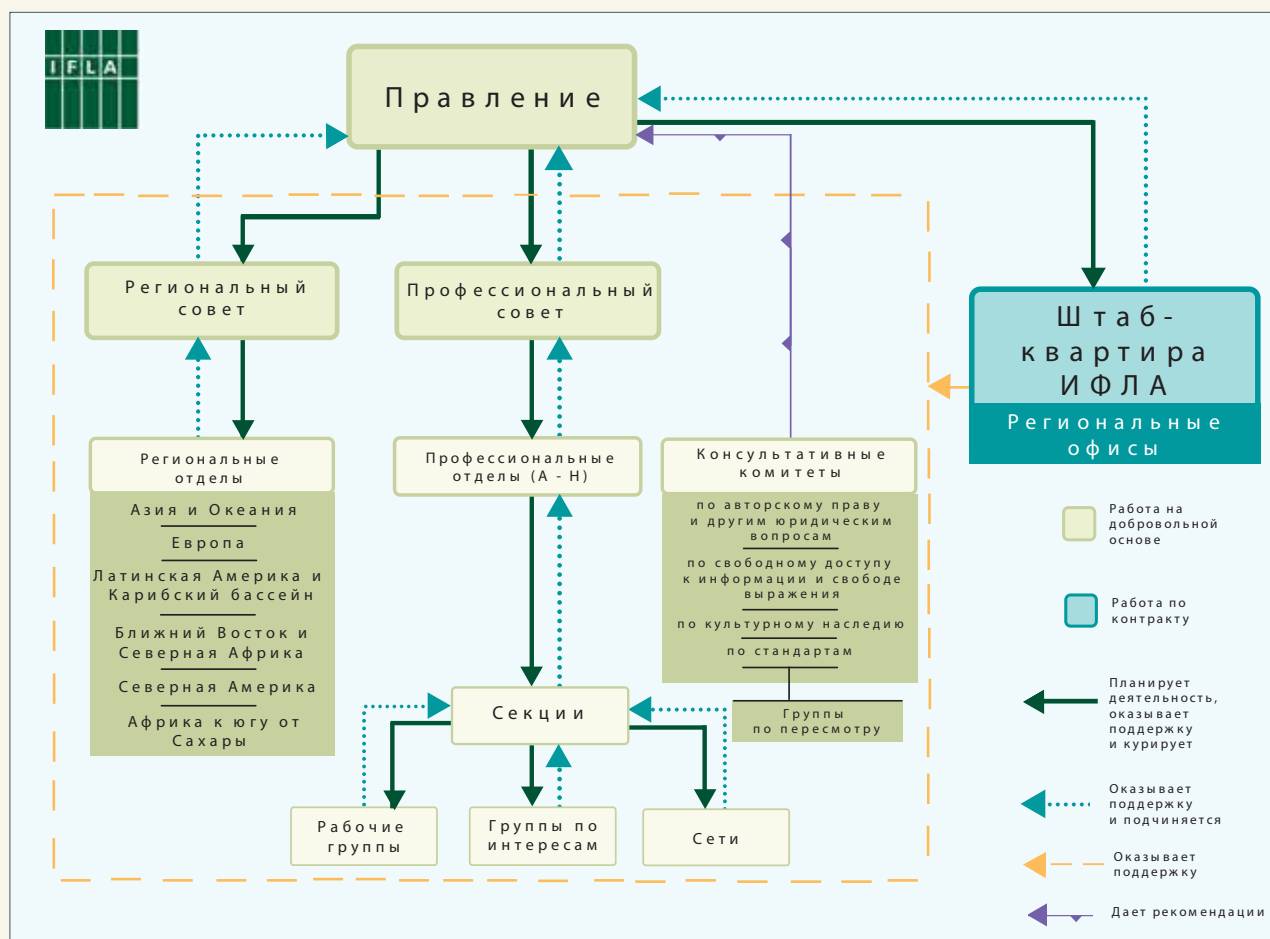 IFLA
Правление
Региональный
совет
Профессиональный
совет
Штаб-
квартира
ИФЛА
Региональные
офисы
Региональные
отделы
Азия и Океания
Европа
Латинская Америка и
Карибский бассейн
Ближний Восток и
Северная Африка
Северная Америка
Африка к югу от
Сахары
Профессиональные
отделы (А - Н)
Консультативные
комитеты
по авторскому праву
и другим юридическим
вопросам
по свободному доступу
к информации и свободе
выражения
по культурному наследию
по стандартам
Группы
по пересмотру
Секции
Рабочие
группы
Группы по
интересам
Сети
Работа на
добровольной
основе
Работа по
контракту
Планирует
деятельность,
оказывает
поддержку
и курирует
Оказывает
поддержку
и подчиняется
Оказывает
поддержку
Дает рекомендации